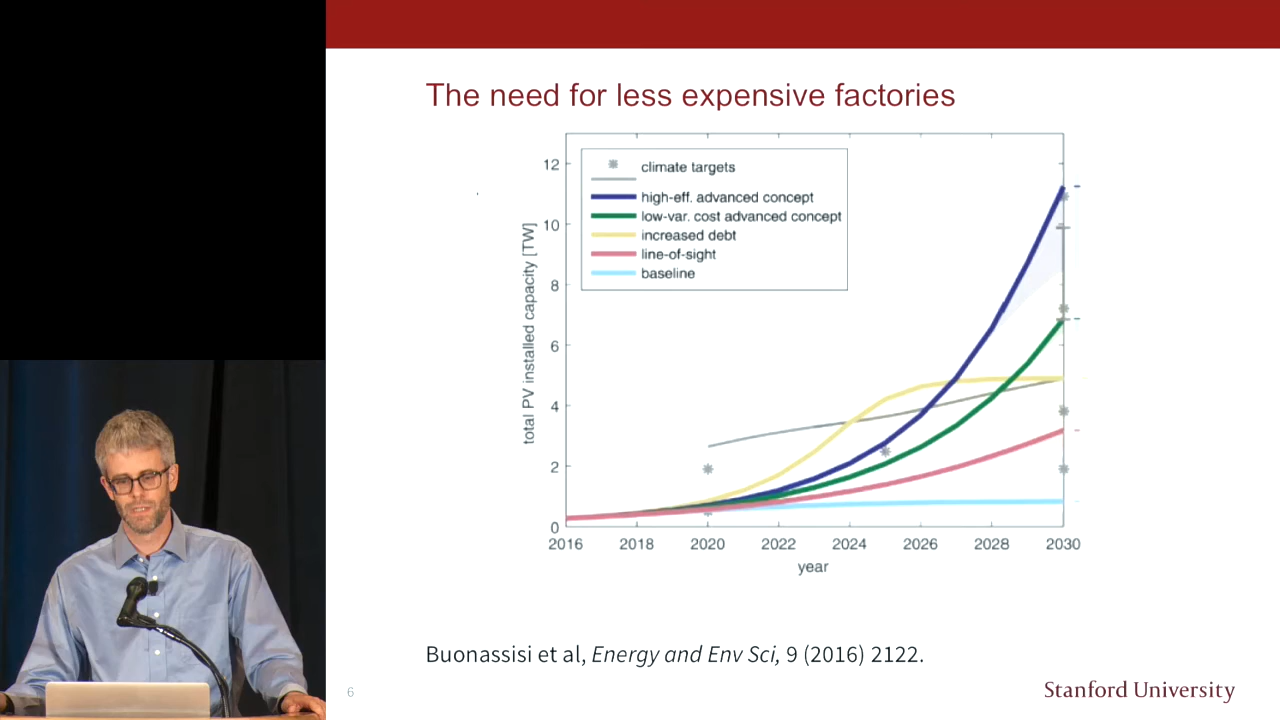 The need for less expensive factories
total PV installed capacity [TW]
12
10
8
6
4
2
0
climate targets
high-eff. advanced concept
low-var. cost advanced concept
increased debt
line-of-sight
baseline
2016 2018 2020 2022 2024 2026 2028 2030
year
Buonassisi et al, Energy and Env Sci, 9 (2016) 2122.
6
Stanford University